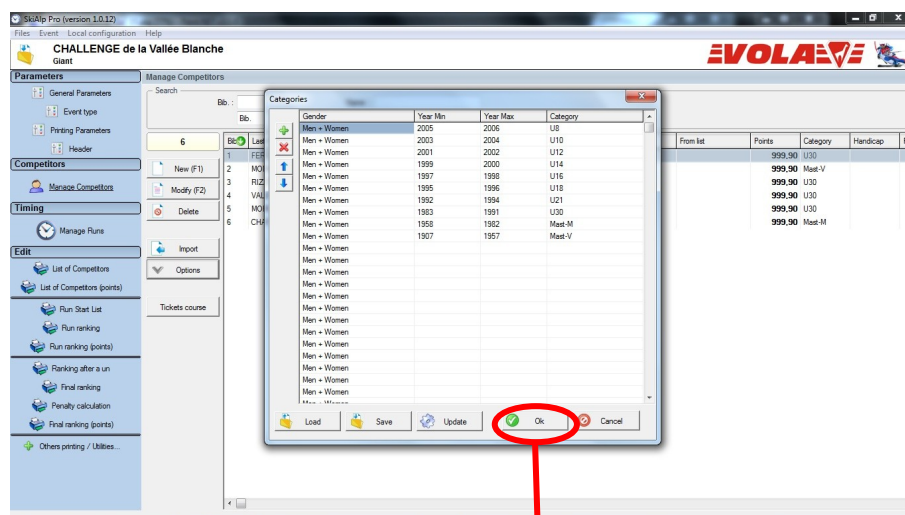 SkiAlp Pro (version 1.0.12)
Files Event Local configuration Help
CHALLENGE de la Vallée Blanche
Giant
VOLA
Parameters
General Parameters
Event type
Printing Parameters
Header
Competitors
Manage Competitors
Timing
Manage Runs
Edit
List of Competitors
List of Competitors (points)
Run Start List
Run ranking
Run ranking (points)
Ranking after a un
Final ranking
Penalty calculation
Final ranking (points)
Others printing / Utilities...
Manage Competitors
Search
Bib. :
Bib.
6
New (F1)
Modify (F2)
Delete
Import
Options
Tickets course
Bib Last From list Points Category Handicap
1 FER 999,90 U30
2 MOI 999,90 Mast-V
3 RIZ 999,90 U30
4 VAL 999,90 U30
5 MOI 999,90 U30
6 CHA 999,90 Mast-M
Categories
Gender Year Min Year Max Category
Men + Women 2005 2006 U8
Men + Women 2003 2004 U10
Men + Women 2001 2002 U12
Men + Women 1999 2000 U14
Men + Women 1997 1998 U16
Men + Women 1995 1996 U18
Men + Women 1992 1994 U21
Men + Women 1983 1991 U30
Men + Women 1958 1982 Mast-M
Men + Women 1907 1957 Mast-V
Men + Women
Men + Women
Men + Women
Men + Women
Men + Women
Men + Women
Men + Women
Men + Women
Men + Women
Men + Women
Men + Women
Men + Women
Men + Women
Men + Women
Load Save Update Ok Cancel